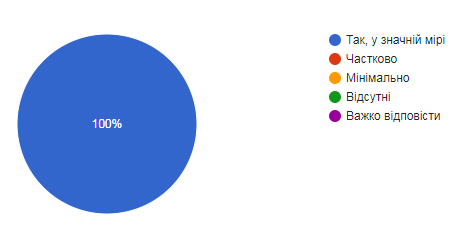 100%
Так, у значній мірі
Частково
Мінімально
Відсутні
Важко відповісти